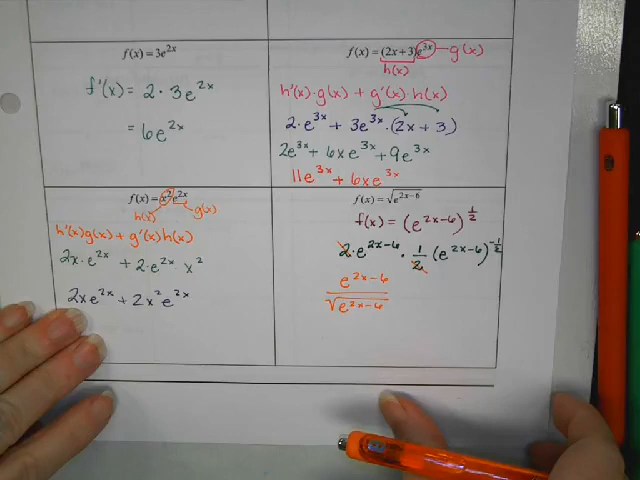 f(x) = 3e^{2x}
f'(x) = 2 · 3e^{2x}
= 6e^{2x}
f(x) = (2x + 3)e^{3x} — g(x)
h(x)
h'(x) · g(x) + g'(x) · h(x)
2 · e^{3x} + 3e^{3x} · (2x + 3)
2e^{3x} + 6xe^{3x} + 9e^{3x}
11e^{3x} + 6xe^{3x}
f(x) = x^2e^{2x}
h(x) g(x)
h'(x)g(x) + g'(x)h(x)
2x · e^{2x} + 2 · e^{2x} · x^2
2xe^{2x} + 2x^2e^{2x}
f(x) = √e^{2x-6}
f(x) = (e^{2x-6})^{1/2}
2 · e^{2x-6} · 1/2 (e^{2x-6})^{-1/2}
e^{2x-6}
√e^{2x-6}